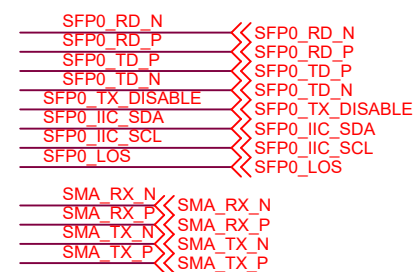 SFP0_RD_N
SFP0_RD_N
SFP0_RD_P
SFP0_RD_P
SFP0_TD_P
SFP0_TD_P
SFP0_TD_N
SFP0_TD_N
SFP0_TX_DISABLE
SFP0_TX_DISABLE
SFP0_IIC_SDA
SFP0_IIC_SDA
SFP0_IIC_SCL
SFP0_IIC_SCL
SFP0_LOS
SFP0_LOS
SMA_RX_N
SMA_RX_N
SMA_RX_P
SMA_RX_P
SMA_TX_N
SMA_TX_N
SMA_TX_P
SMA_TX_P